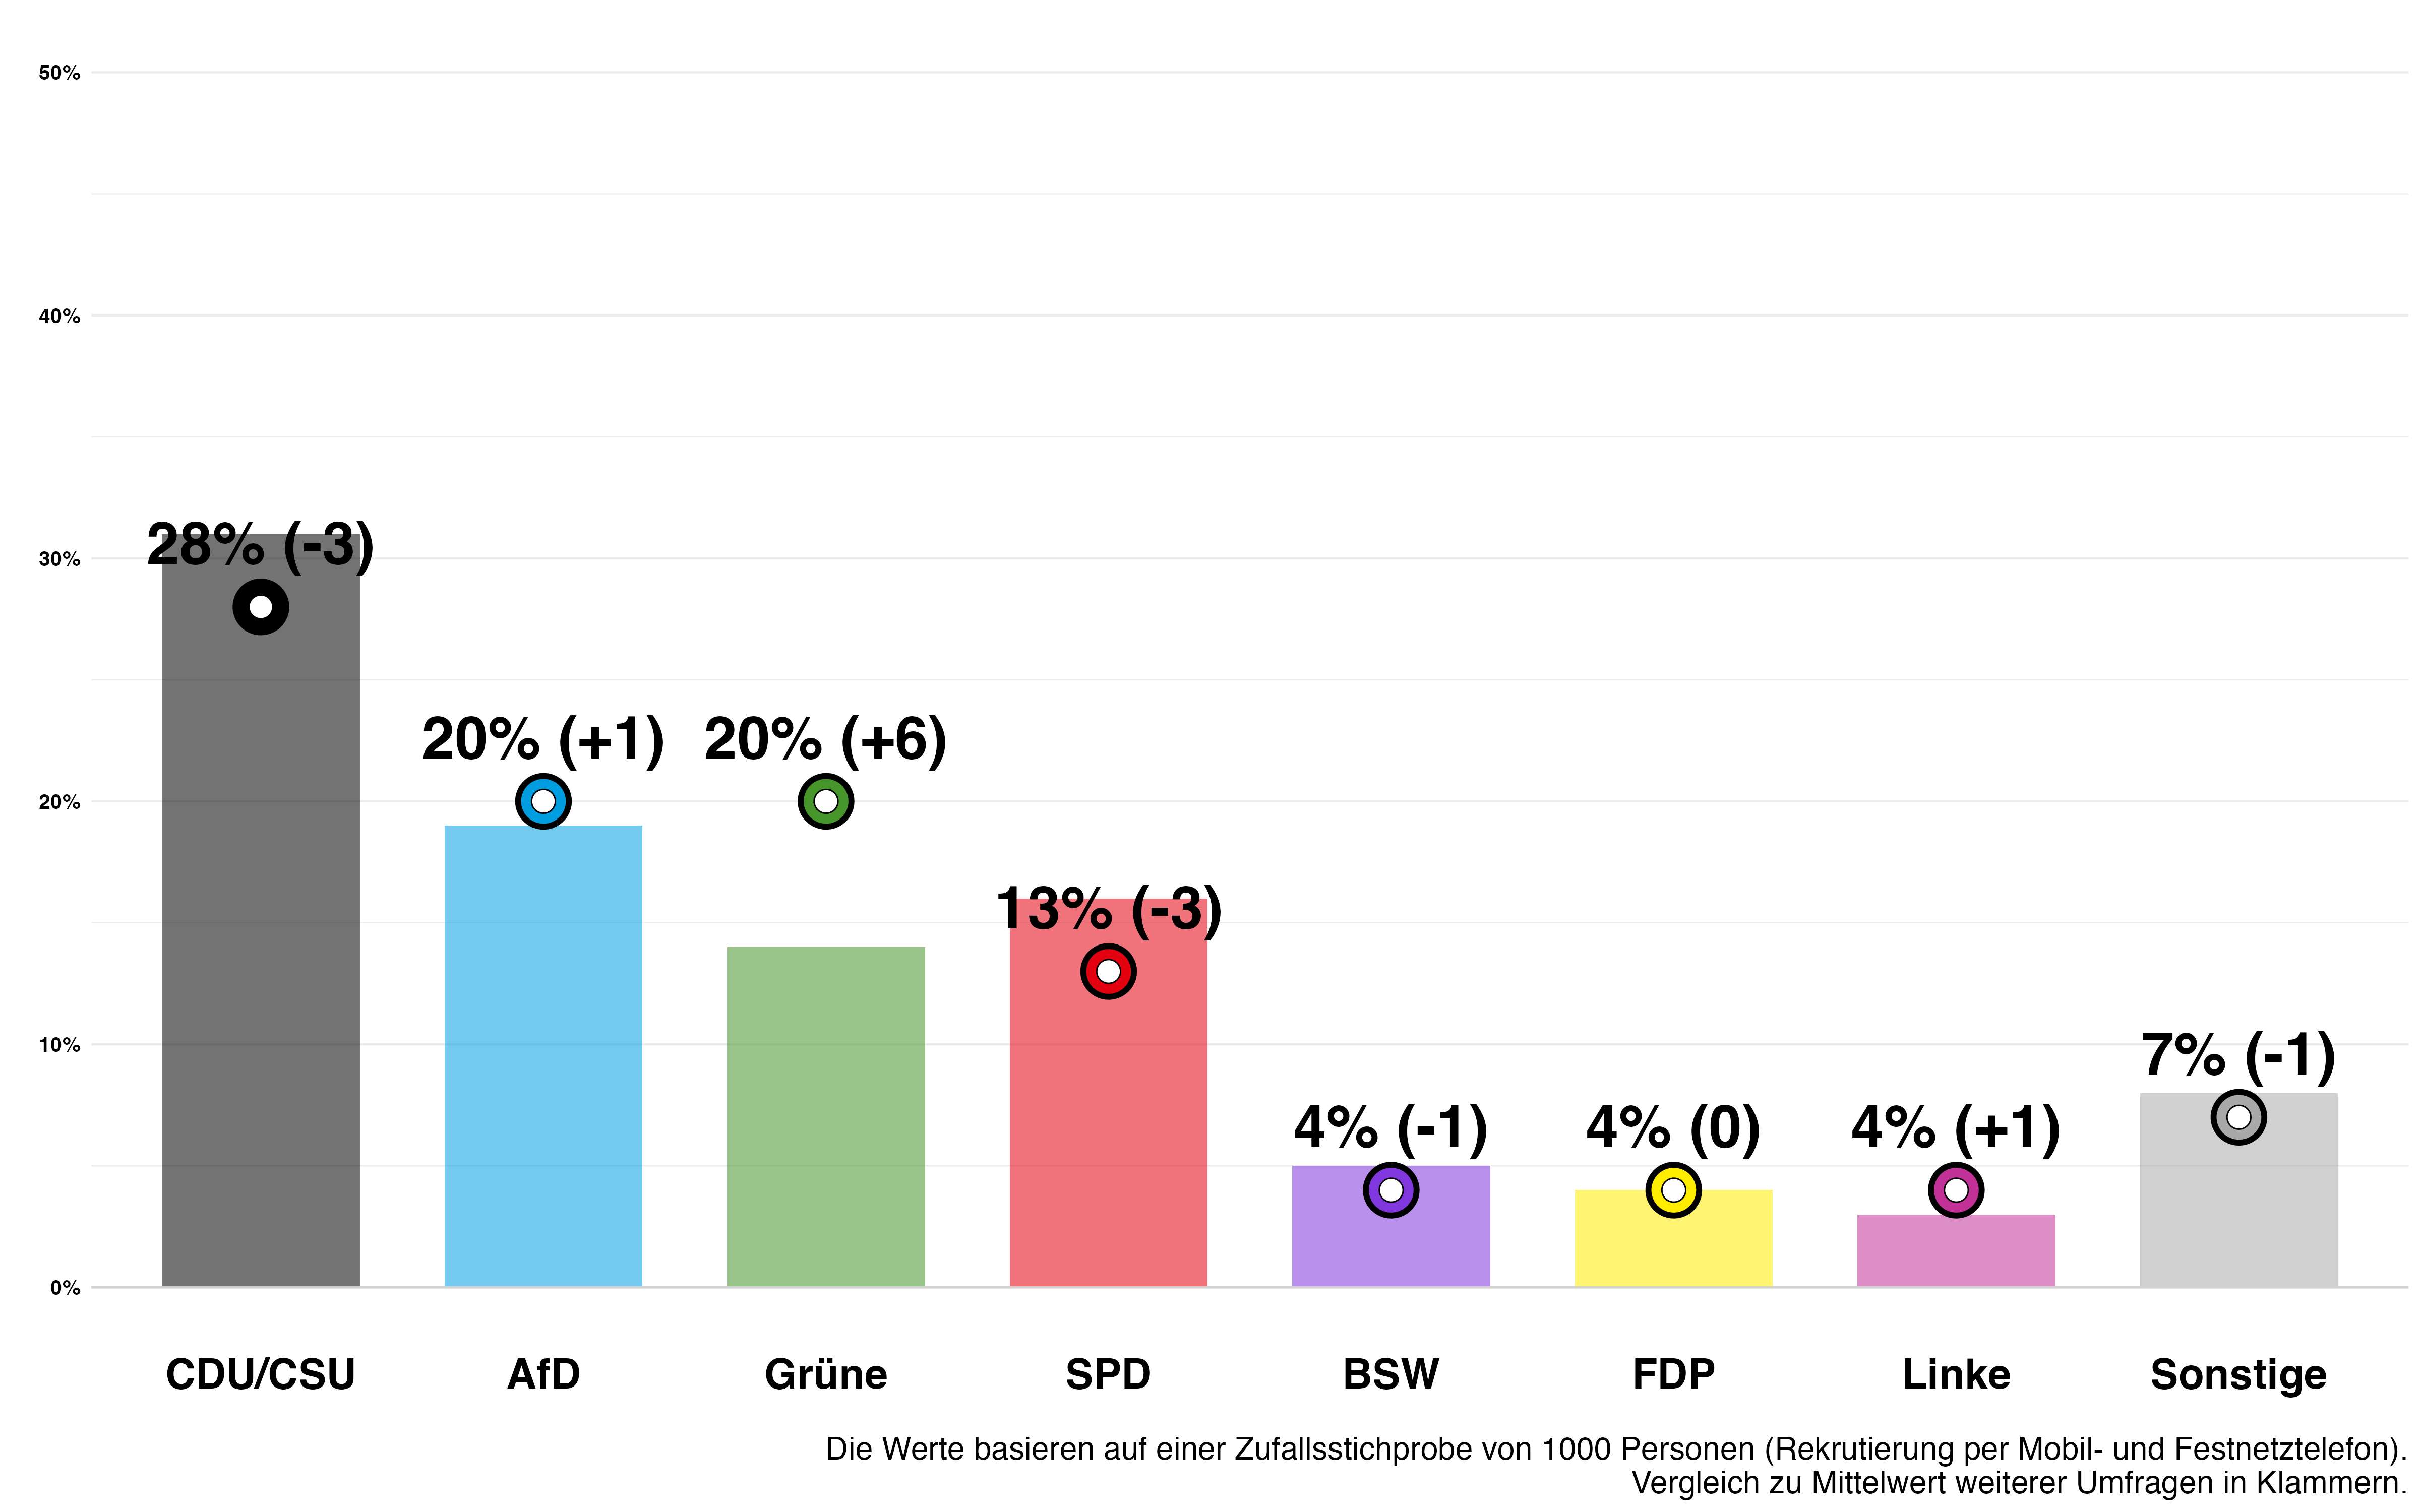 50%
40%
30%
20%
10%
0%
28% (-3)
20% (+1)
20% (+6)
13% (-3)
4% (-1)
4% (0)
4% (+1)
7% (-1)
CDU/CSU
AfD
Grüne
SPD
BSW
FDP
Linke
Sonstige
Die Werte basieren auf einer Zufallsstichprobe von 1000 Personen (Rekrutierung per Mobil- und Festnetztelefon).
Vergleich zu Mittelwert weiterer Umfragen in Klammern.